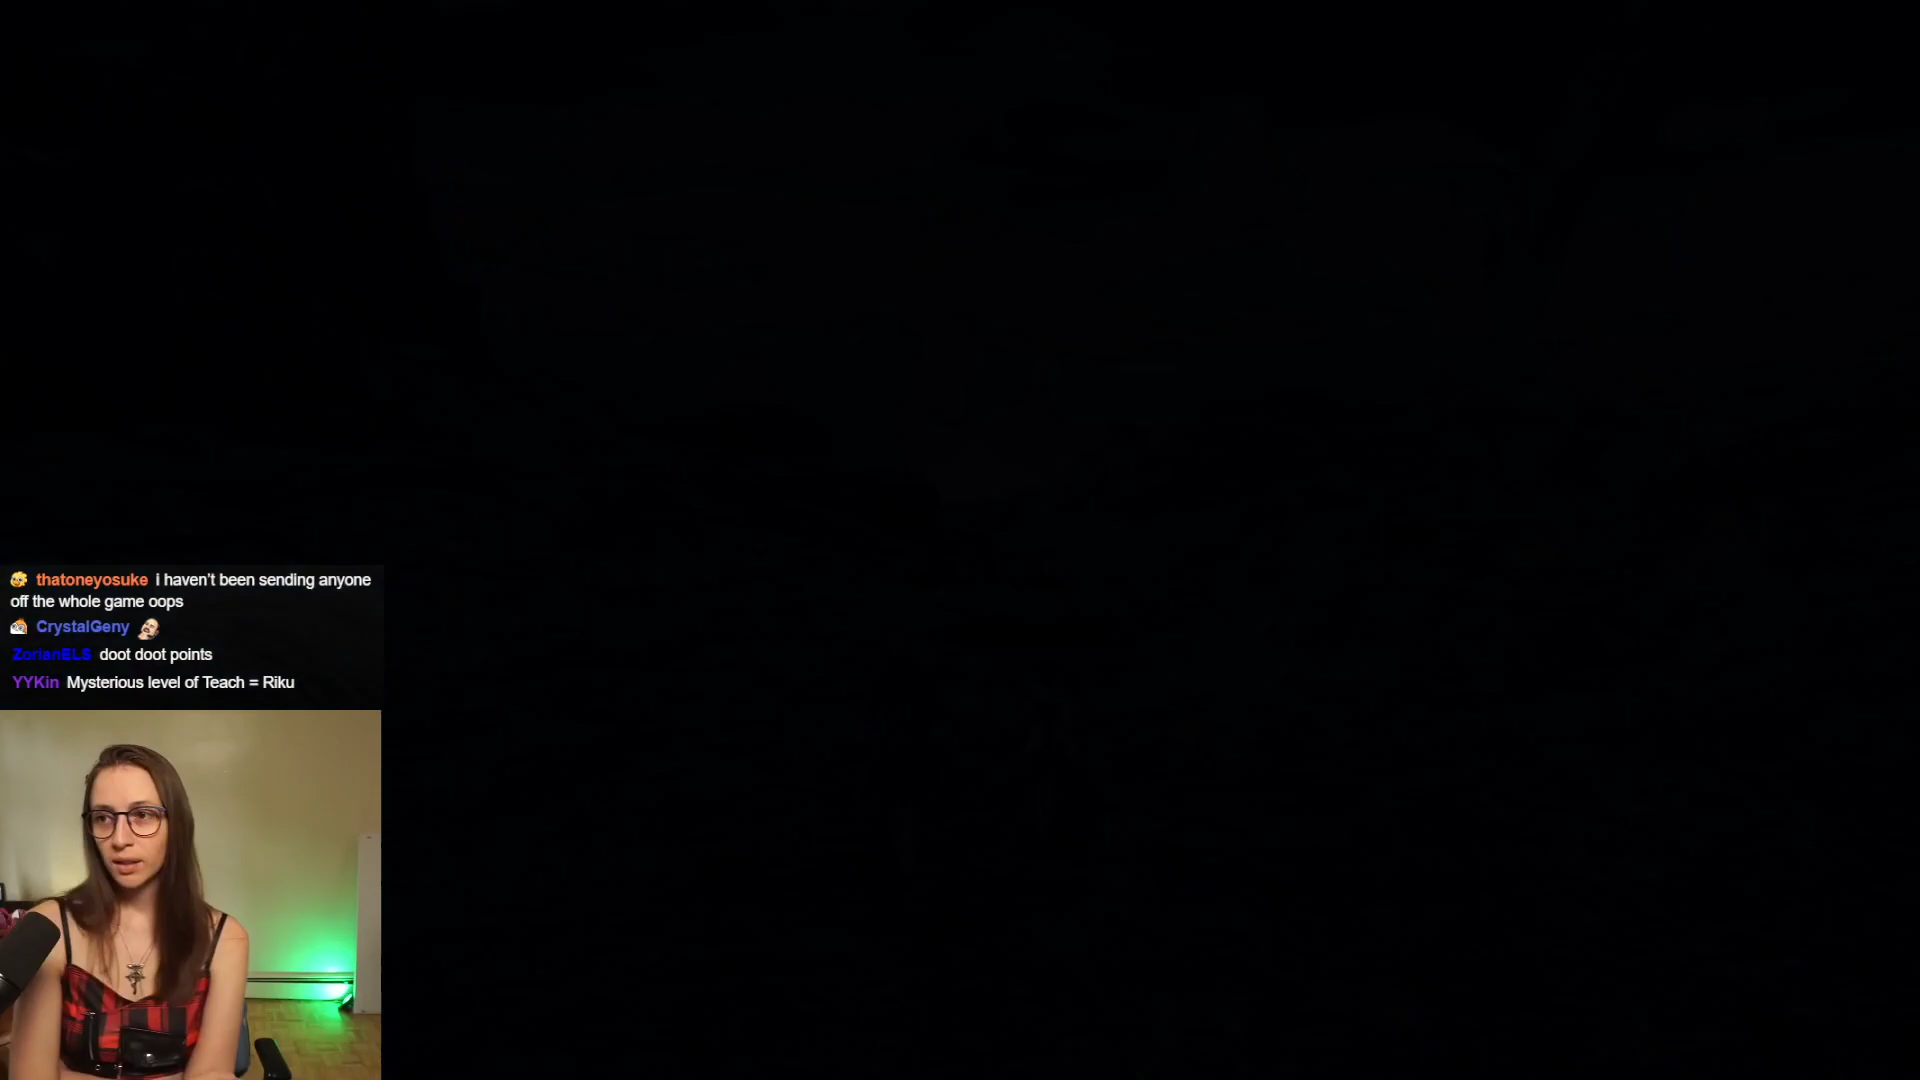 thatoneyosuke i haven't been sending anyone
off the whole game oops
CrystalGeny
ZorianELS doot doot points
YYKin Mysterious level of Teach = Riku